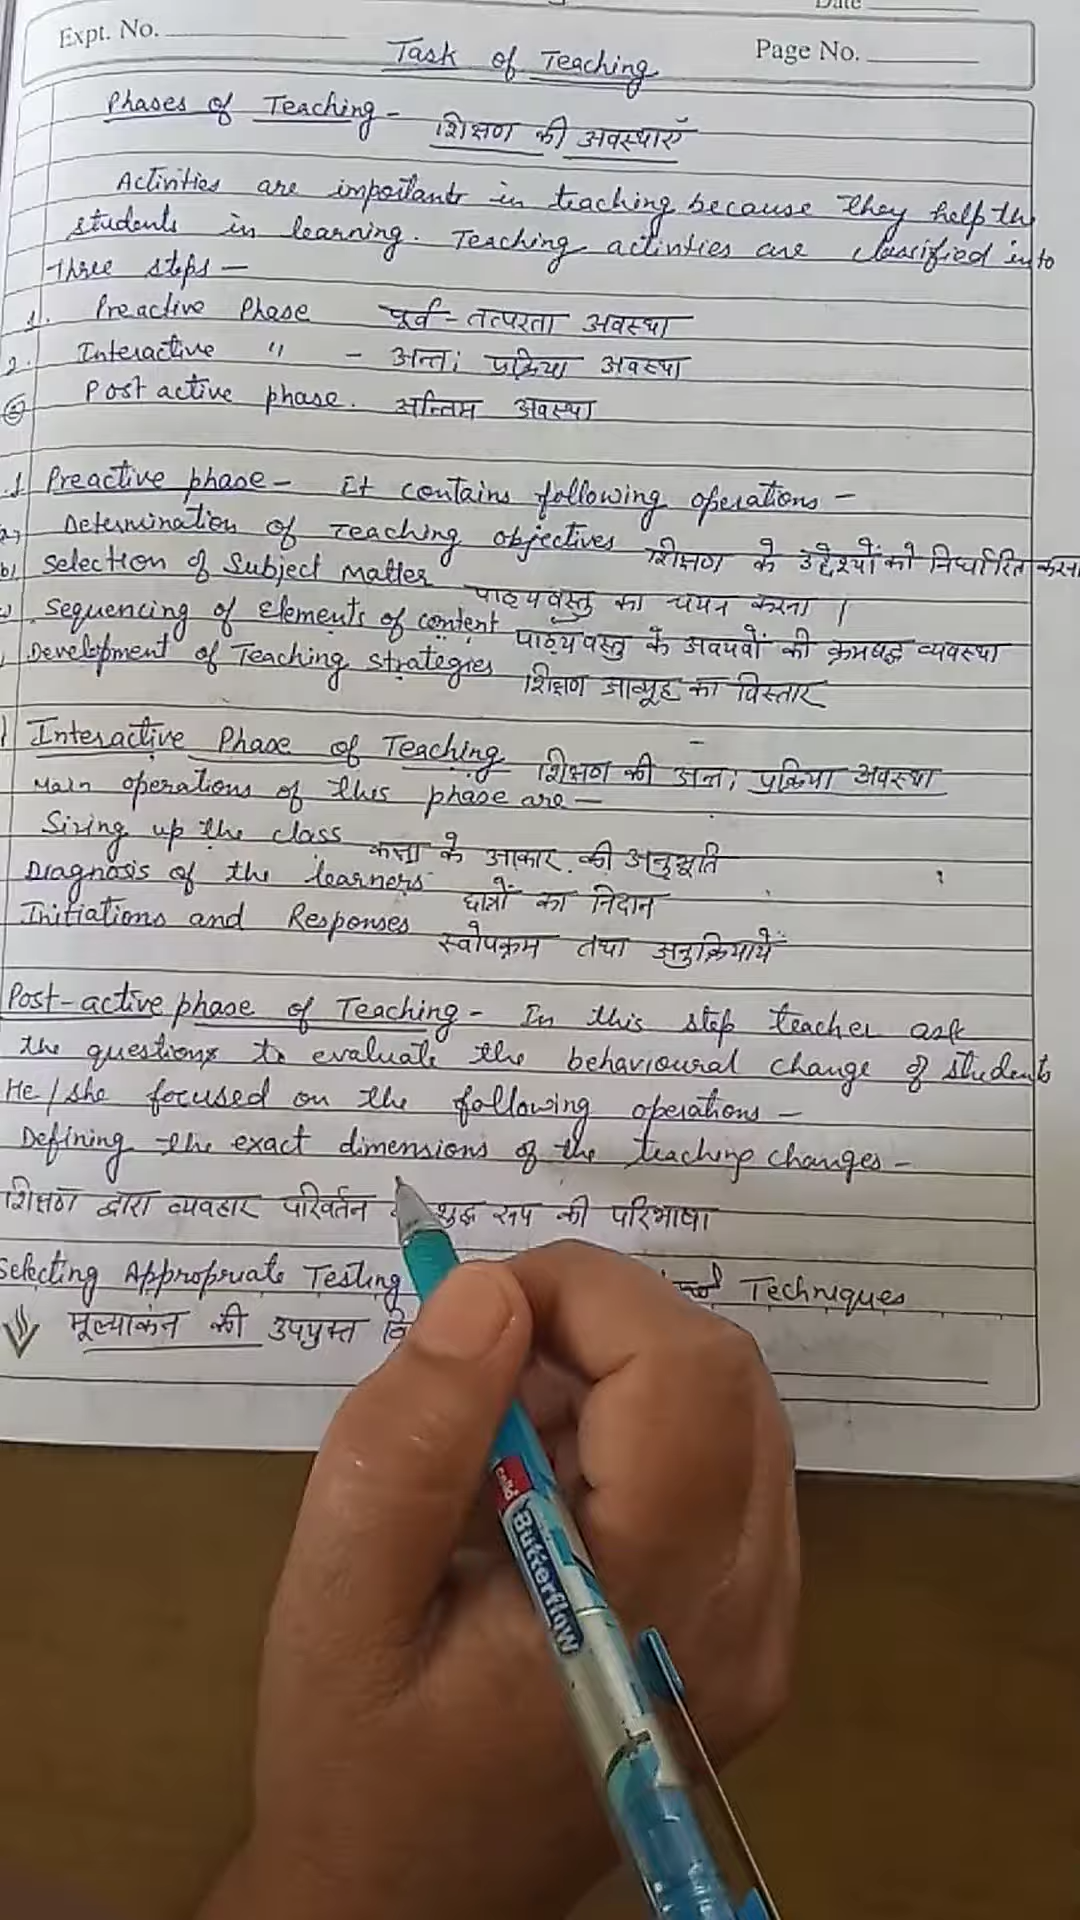 Date
Expt. No.
Page No.
Task of Teaching
Phases of Teaching - शिक्षण की अवस्थाएँ
Activities are important in teaching because they help the
students in learning. Teaching activities are classified into
Three steps –
1. Preactive Phase पूर्व - तत्परता अवस्था
2. Interactive " - अन्त: प्रक्रिया अवस्था
3 Post active phase. अन्तिम अवस्था
1 Preactive phase - It contains following operations -
a) Determination of Teaching objectives शिक्षण के उद्देश्यों को निर्धारित करना
b) Selection of Subject Matter पाठ्यवस्तु का चयन करना ।
c) Sequencing of Elements of content पाठ्यवस्तु के अवयवों की क्रमबद्ध व्यवस्था
Development of Teaching strategies शिक्षण आव्यूह का विस्तार
Interactive Phase of Teaching शिक्षण की अन्त: प्रक्रिया अवस्था
Main operations of this phase are –
Sizing up the class कक्षा के आकार की अनुभूति
Diagnosis of the learners छात्रों का निदान
Initiations and Responses स्वोपक्रम तथा अनुक्रियायें
Post-active phase of Teaching - In this step teacher ask
the questions to evaluate the behavioural change of students
He/she focused on the following operations –
Defining the exact dimensions of the teaching changes –
शिक्षण द्वारा व्यवहार परिवर्तन शुद्ध रूप की परिभाषा
Selecting Appropriate Testing Techniques
मूल्यांकन की उपयुक्त
cello Butterflow